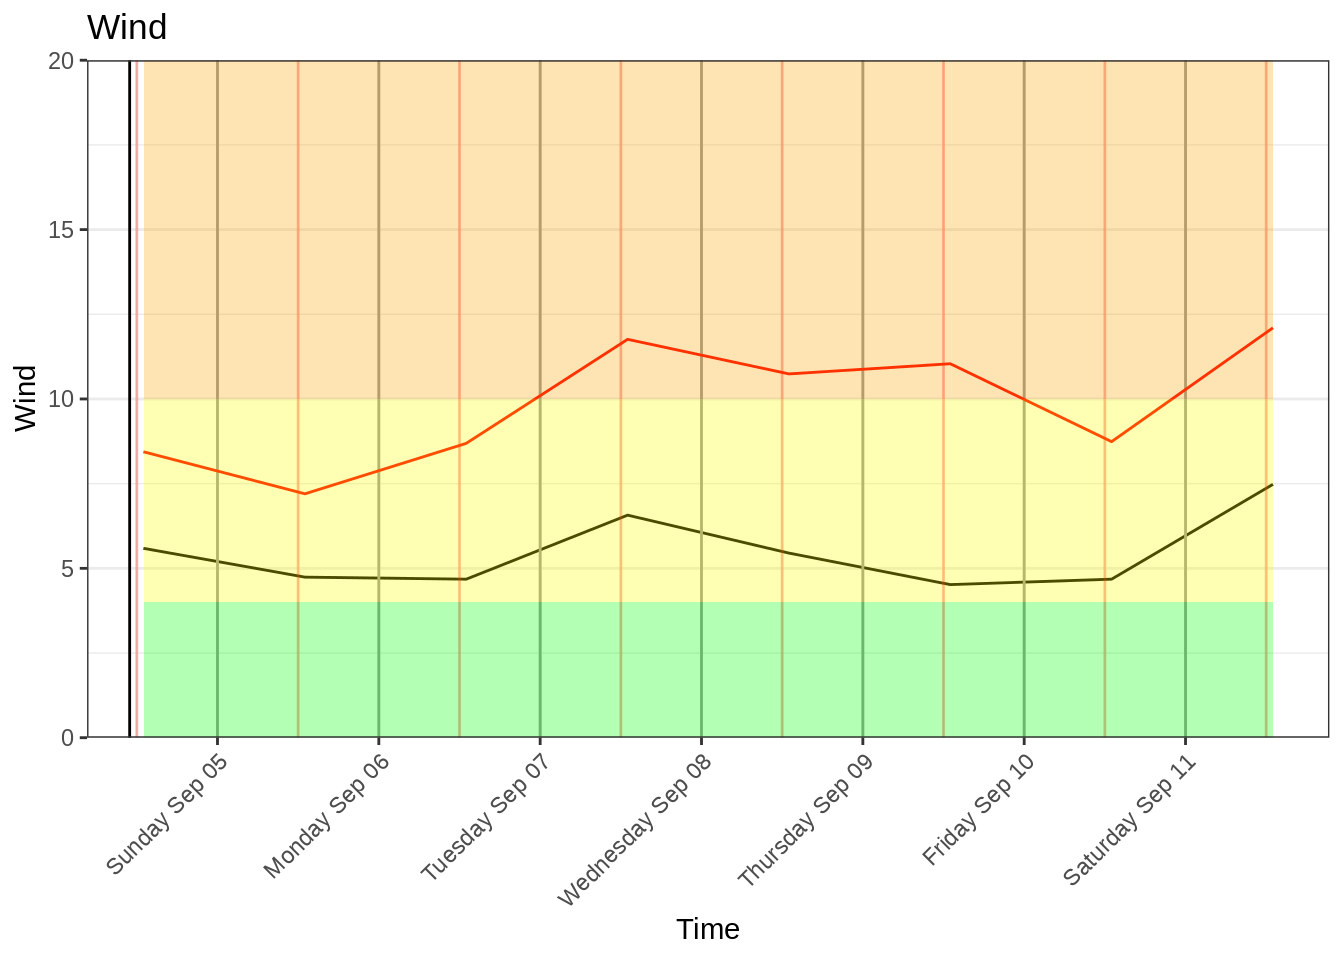 Wind
20
15
10
5
0
Wind
Sunday Sep 05
Monday Sep 06
Tuesday Sep 07
Wednesday Sep 08
Thursday Sep 09
Friday Sep 10
Saturday Sep 11
Time